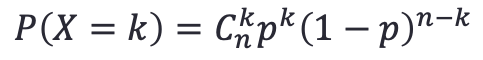 P(X = k) = C_n^k p^k (1 − p)^{n−k}